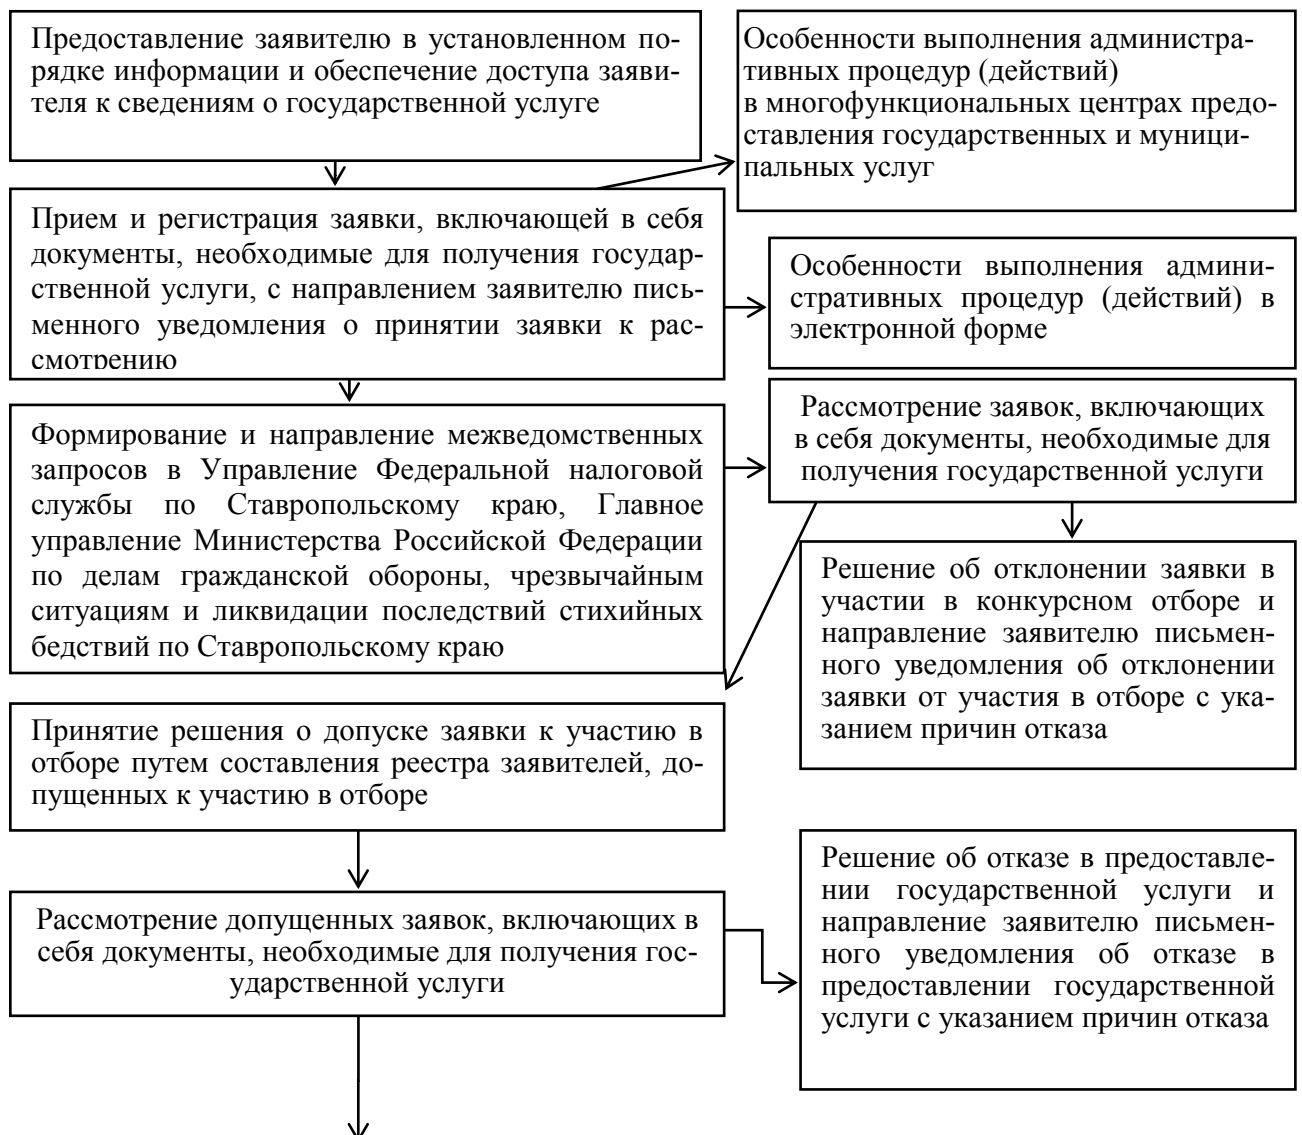 Предоставление заявителю в установленном по-
рядке информации и обеспечение доступа заяви-
теля к сведениям о государственной услуге
Особенности выполнения администра-
тивных процедур (действий)
в многофункциональных центрах предо-
ставления государственных и муници-
пальных услуг
Прием и регистрация заявки, включающей в себя
документы, необходимые для получения государ-
ственной услуги, с направлением заявителю пись-
менного уведомления о принятии заявки к рас-
смотрению
Особенности выполнения админи-
стративных процедур (действий) в
электронной форме
Формирование и направление межведомственных
запросов в Управление Федеральной налоговой
службы по Ставропольскому краю, Главное
управление Министерства Российской Федерации
по делам гражданской обороны, чрезвычайным
ситуациям и ликвидации последствий стихийных
бедствий по Ставропольскому краю
Рассмотрение заявок, включающих
в себя документы, необходимые для
получения государственной услуги
Решение об отклонении заявки в
участии в конкурсном отборе и
направление заявителю письмен-
ного уведомления об отклонении
заявки от участия в отборе с ука-
занием причин отказа
Принятие решения о допуске заявки к участию в
отборе путем составления реестра заявителей, до-
пущенных к участию в отборе
Рассмотрение допущенных заявок, включающих в
себя документы, необходимые для получения гос-
ударственной услуги
Решение об отказе в предоставле-
нии государственной услуги и
направление заявителю письмен-
ного уведомления об отказе в
предоставлении государственной
услуги с указанием причин отказа